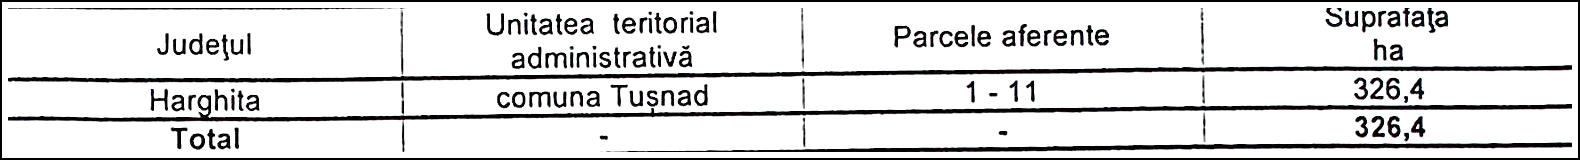 Judeţul Unitatea teritorial administrativă Parcele aferente Suprafaţa ha
Harghita comuna Tuşnad 1 - 11 326,4
Total - - 326,4